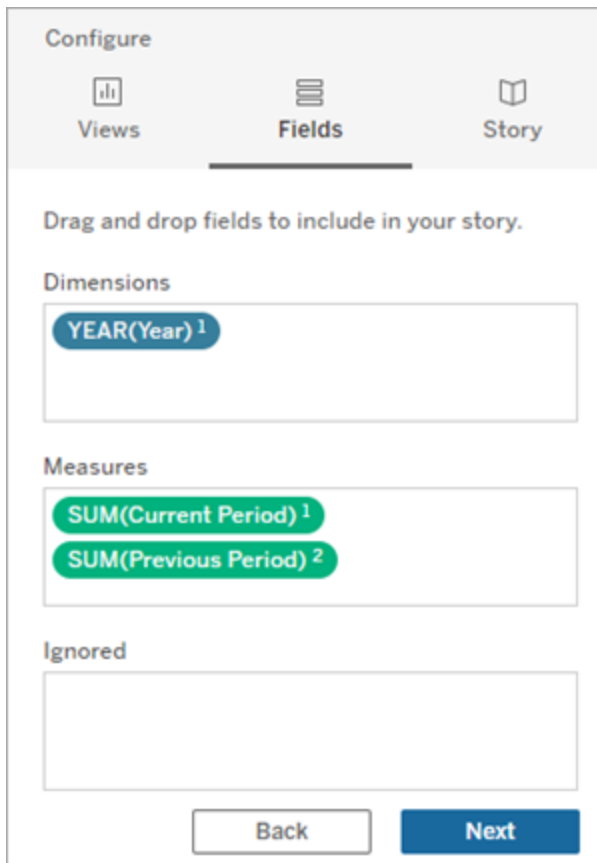 Configure
Views Fields Story
Drag and drop fields to include in your story.
Dimensions
YEAR(Year) 1
Measures
SUM(Current Period) 1
SUM(Previous Period) 2
Ignored
Back Next